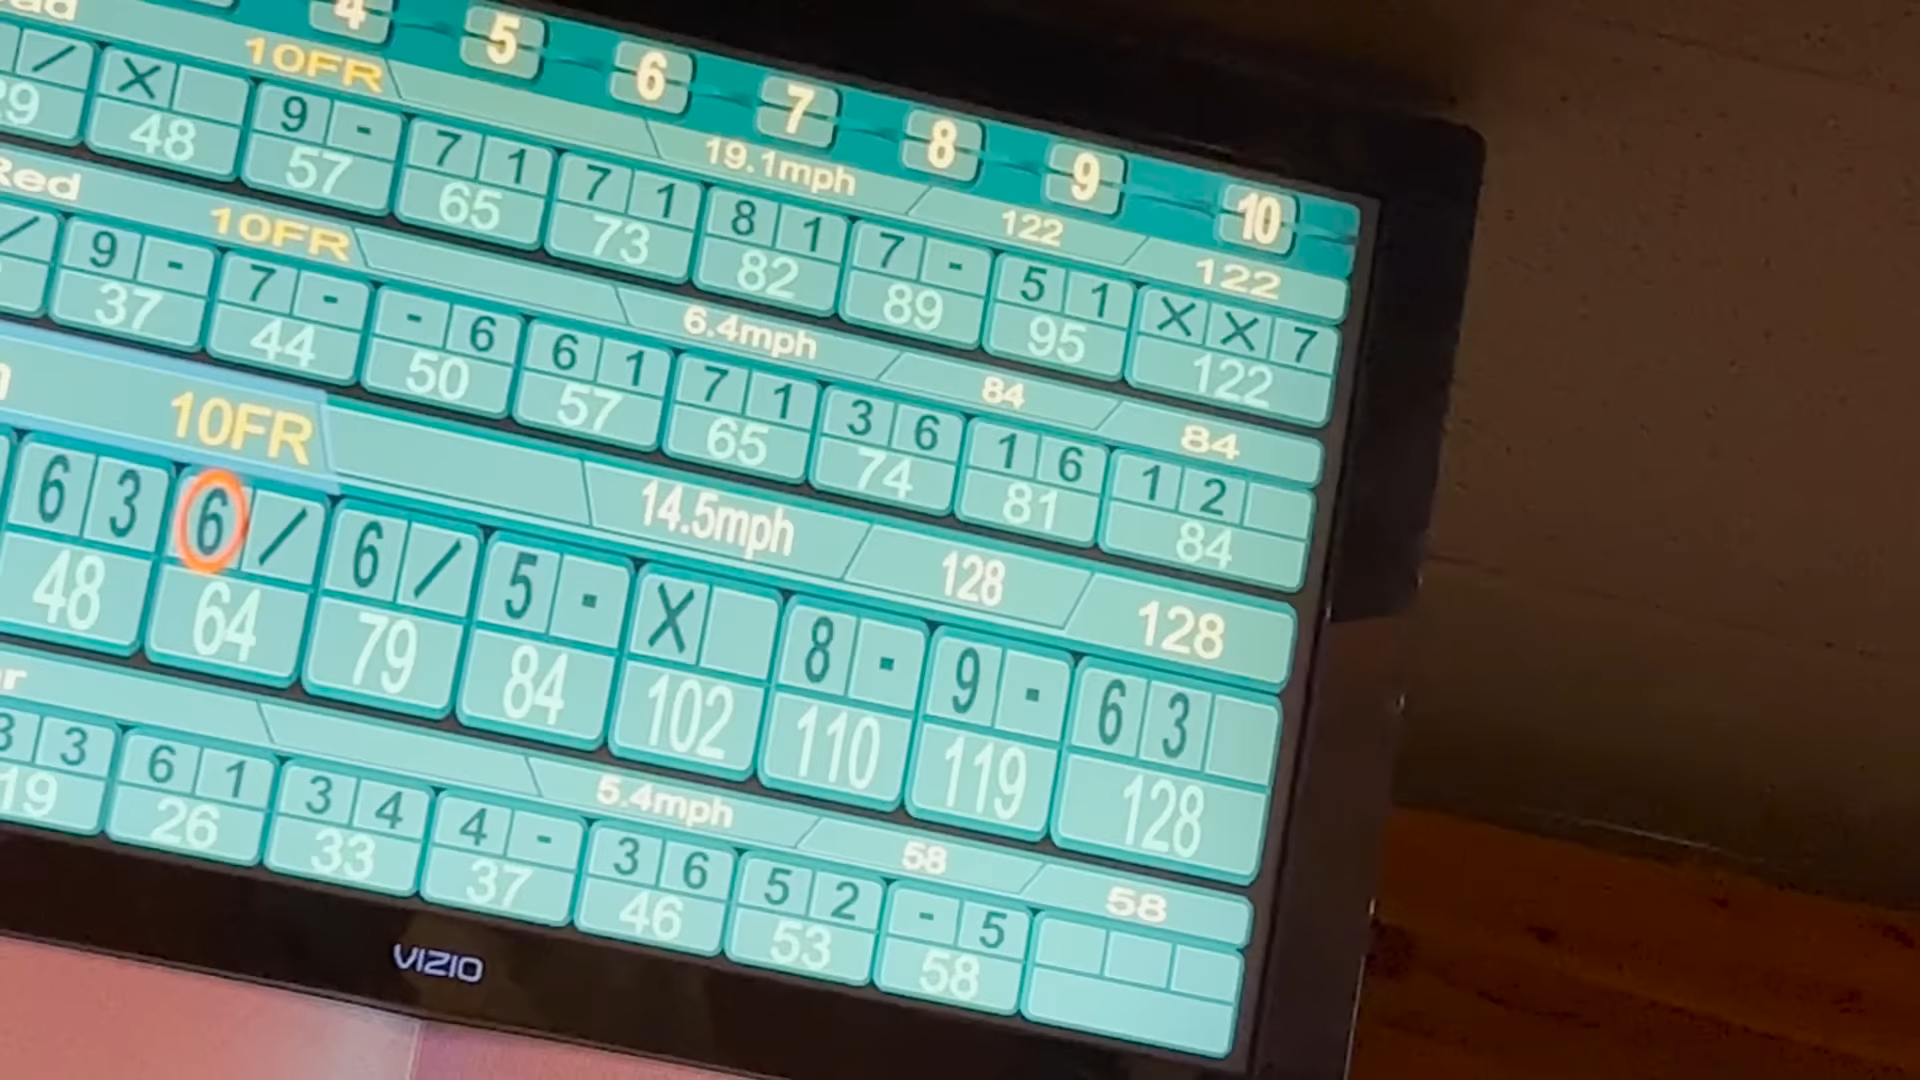 4 5 6 7 8 9 10
10FR 19.1mph 122 122
/ X 9 - 7 1 7 1 8 1 7 - 5 1 X X 7
48 57 65 73 82 89 95 122
Red 10FR 6.4mph 84 84
/ 9 - 7 - - 6 6 1 7 1 3 6 1 6 1 2
37 44 50 57 65 74 81 84
10FR 14.5mph 128 128
6 3 6 / 6 / 5 - X 8 - 9 - 6 3
48 64 79 84 102 110 119 128
5.4mph 58 58
3 3 6 1 3 4 4 - 3 6 5 2 - 5
19 26 33 37 46 53 58
VIZIO